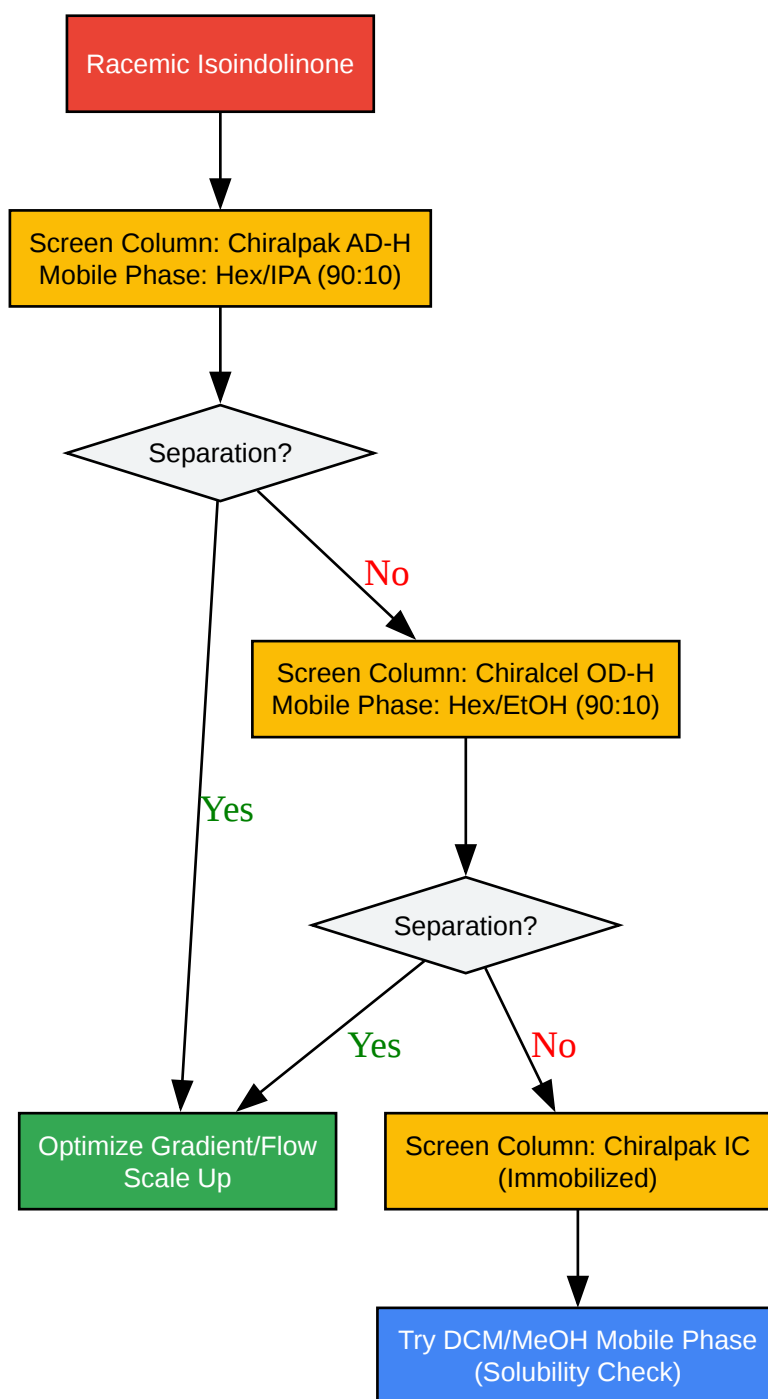 Racemic Isoindolinone
Screen Column: Chiralpak AD-H
Mobile Phase: Hex/IPA (90:10)
Separation?
No
Screen Column: Chiralcel OD-H
Mobile Phase: Hex/EtOH (90:10)
Yes
Separation?
Yes
No
Optimize Gradient/Flow
Scale Up
Screen Column: Chiralpak IC
(Immobilized)
Try DCM/MeOH Mobile Phase
(Solubility Check)